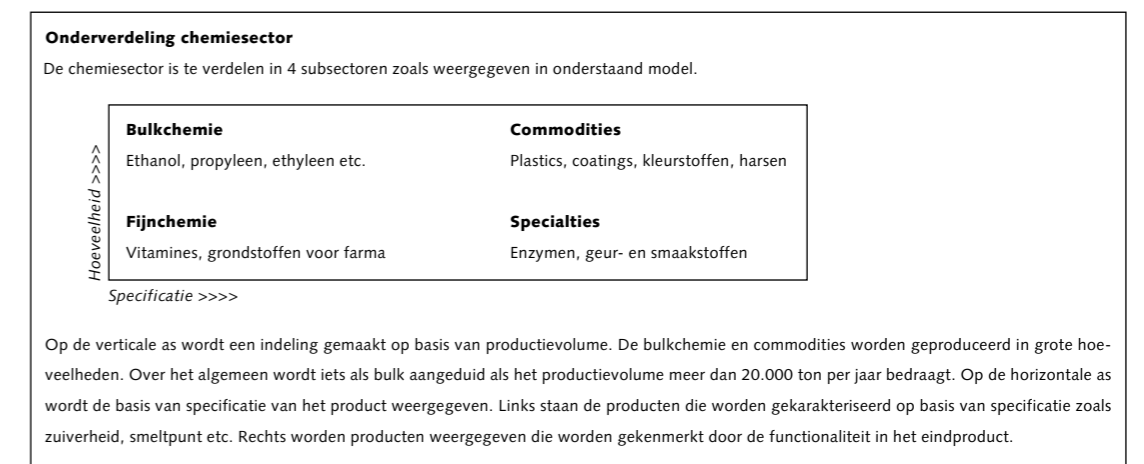 Onderverdeling chemiesector
De chemiesector is te verdelen in 4 subsectoren zoals weergegeven in onderstaand model.
Bulkchemie
Ethanol, propyleen, ethyleen etc.
Commodities
Plastics, coatings, kleurstoffen, harsen
Hoeveelheid >>>>
Fijnchemie
Vitamines, grondstoffen voor farma
Specialties
Enzymen, geur- en smaakstoffen
Specificatie >>>>
Op de verticale as wordt een indeling gemaakt op basis van productievolume. De bulkchemie en commodities worden geproduceerd in grote hoe-
veelheden. Over het algemeen wordt iets als bulk aangeduid als het productievolume meer dan 20.000 ton per jaar bedraagt. Op de horizontale as
wordt de basis van specificatie van het product weergegeven. Links staan de producten die worden gekarakteriseerd op basis van specificatie zoals
zuiverheid, smeltpunt etc. Rechts worden producten weergegeven die worden gekenmerkt door de functionaliteit in het eindproduct.